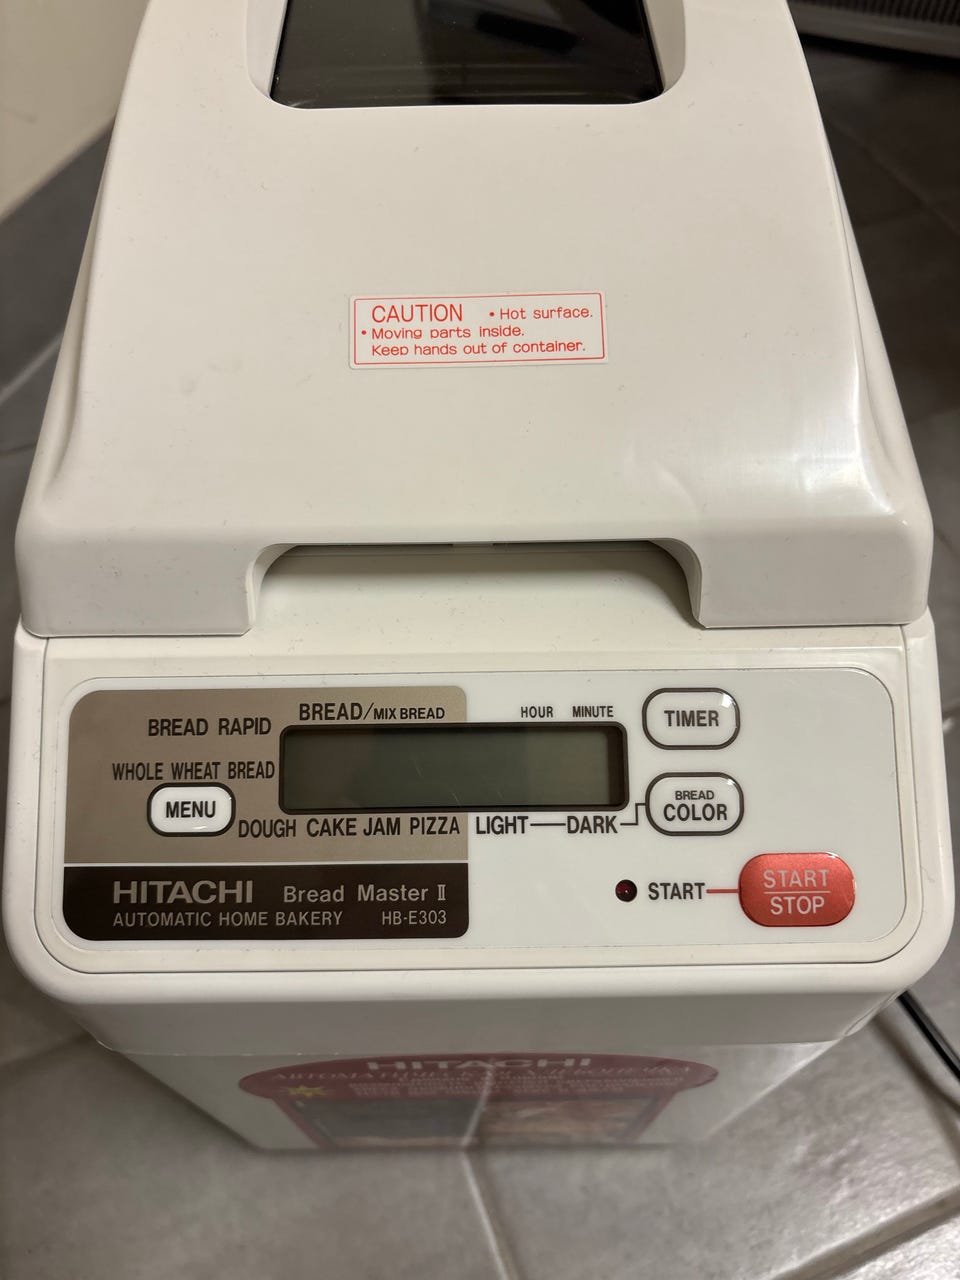 CAUTION • Hot surface.
• Moving parts inside.
Keep hands out of container.
BREAD/MIX BREAD
HOUR MINUTE
TIMER
BREAD RAPID
WHOLE WHEAT BREAD
MENU
BREAD
COLOR
DOUGH CAKE JAM PIZZA LIGHT DARK
START
START
STOP
HITACHI Bread Master II
AUTOMATIC HOME BAKERY HB-E303
HITACHI